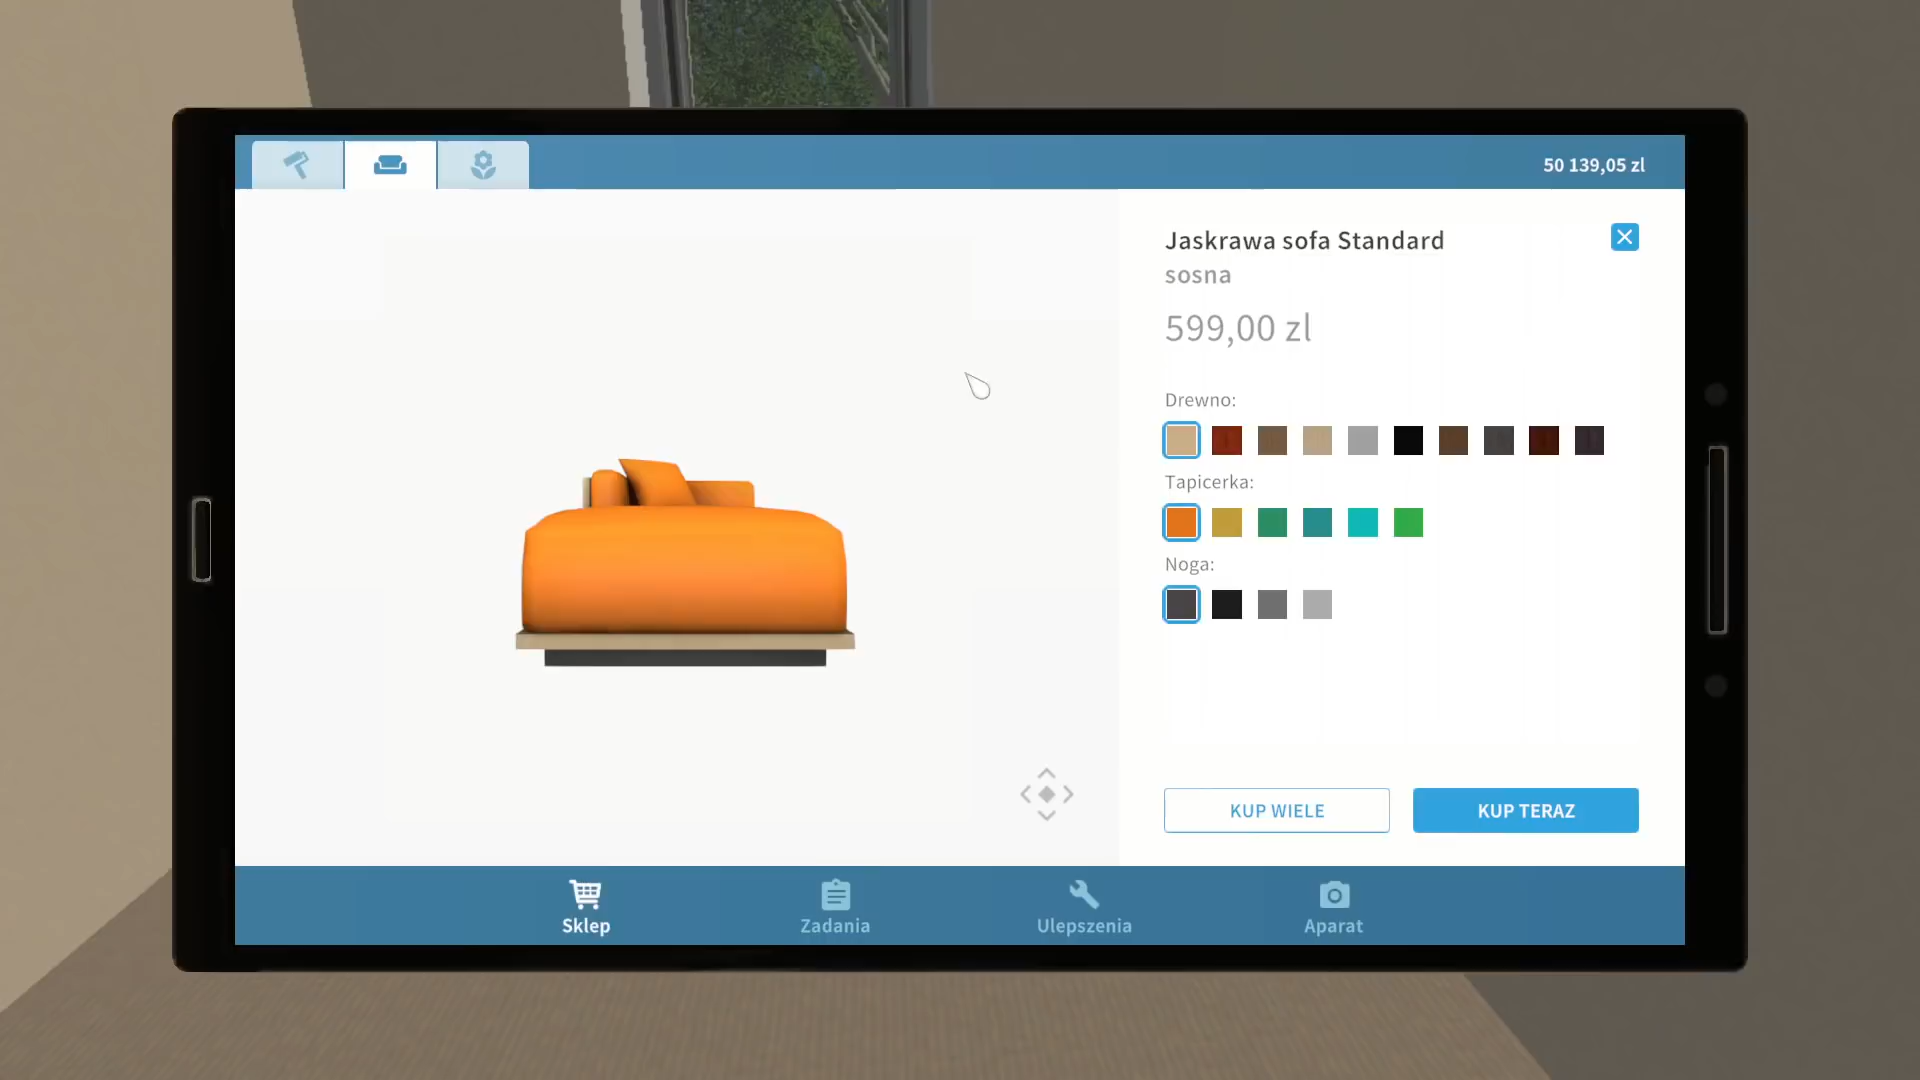 50 139,05 zl
Jaskrawa sofa Standard
sosna
599,00 zl
Drewno:
Tapicerka:
Noga:
KUP WIELE
KUP TERAZ
Sklep
Zadania
Ulepszenia
Aparat